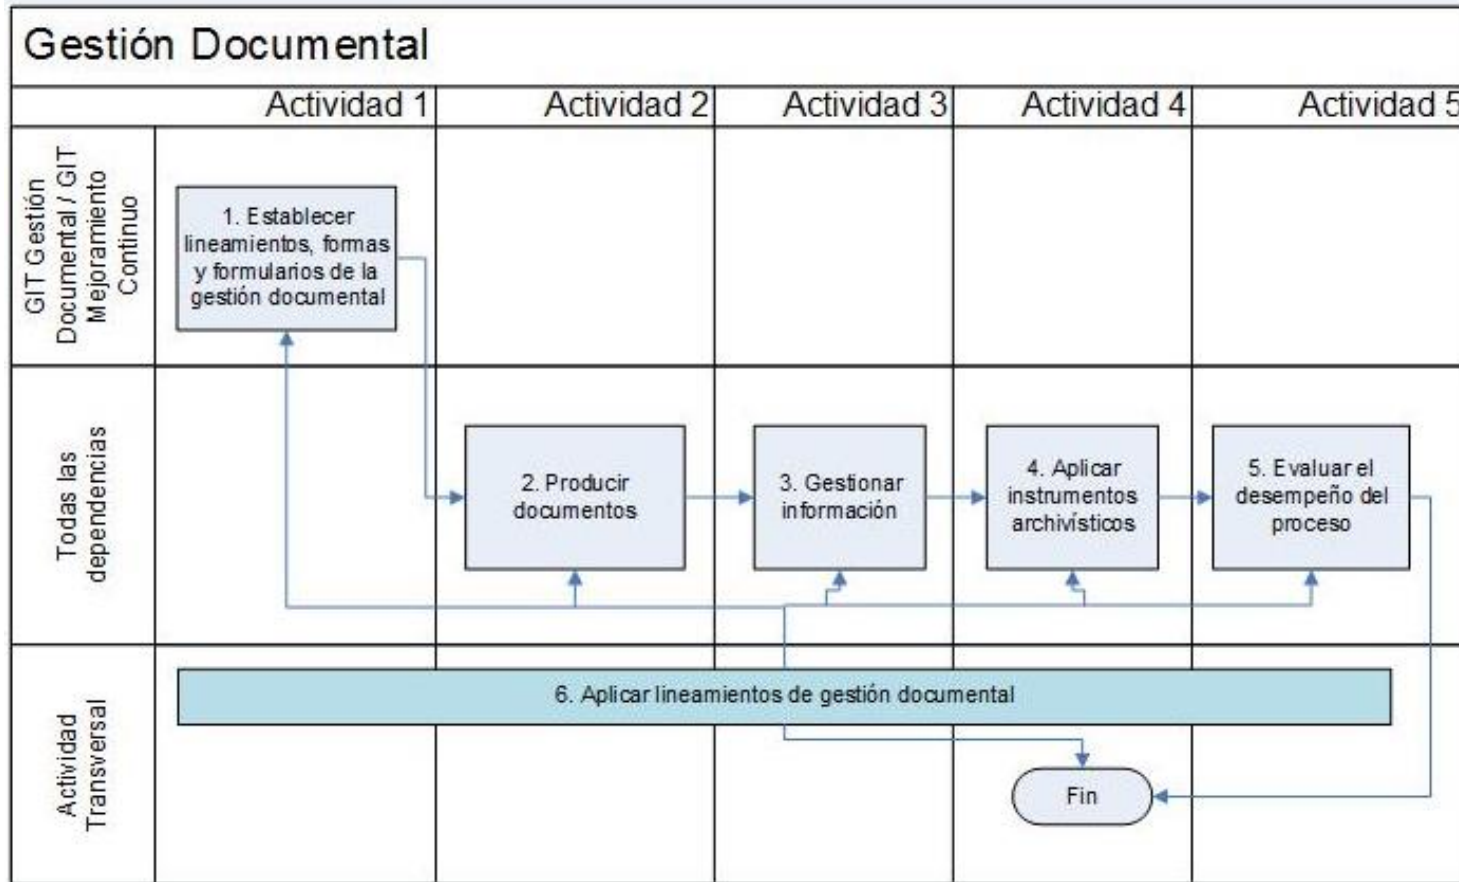 Gestión Documental
Actividad 1
Actividad 2
Actividad 3
Actividad 4
Actividad 5
GIT Gestión
Documental / GIT
Mejoramiento
Continuo
1. Establecer
lineamientos, formas
y formularios de la
gestión documental
Todas las
dependencias
2. Producir
documentos
3. Gestionar
información
4. Aplicar
instrumentos
archivísticos
5. Evaluar el
desempeño del
proceso
Actividad
Transversal
6. Aplicar lineamientos de gestión documental
Fin